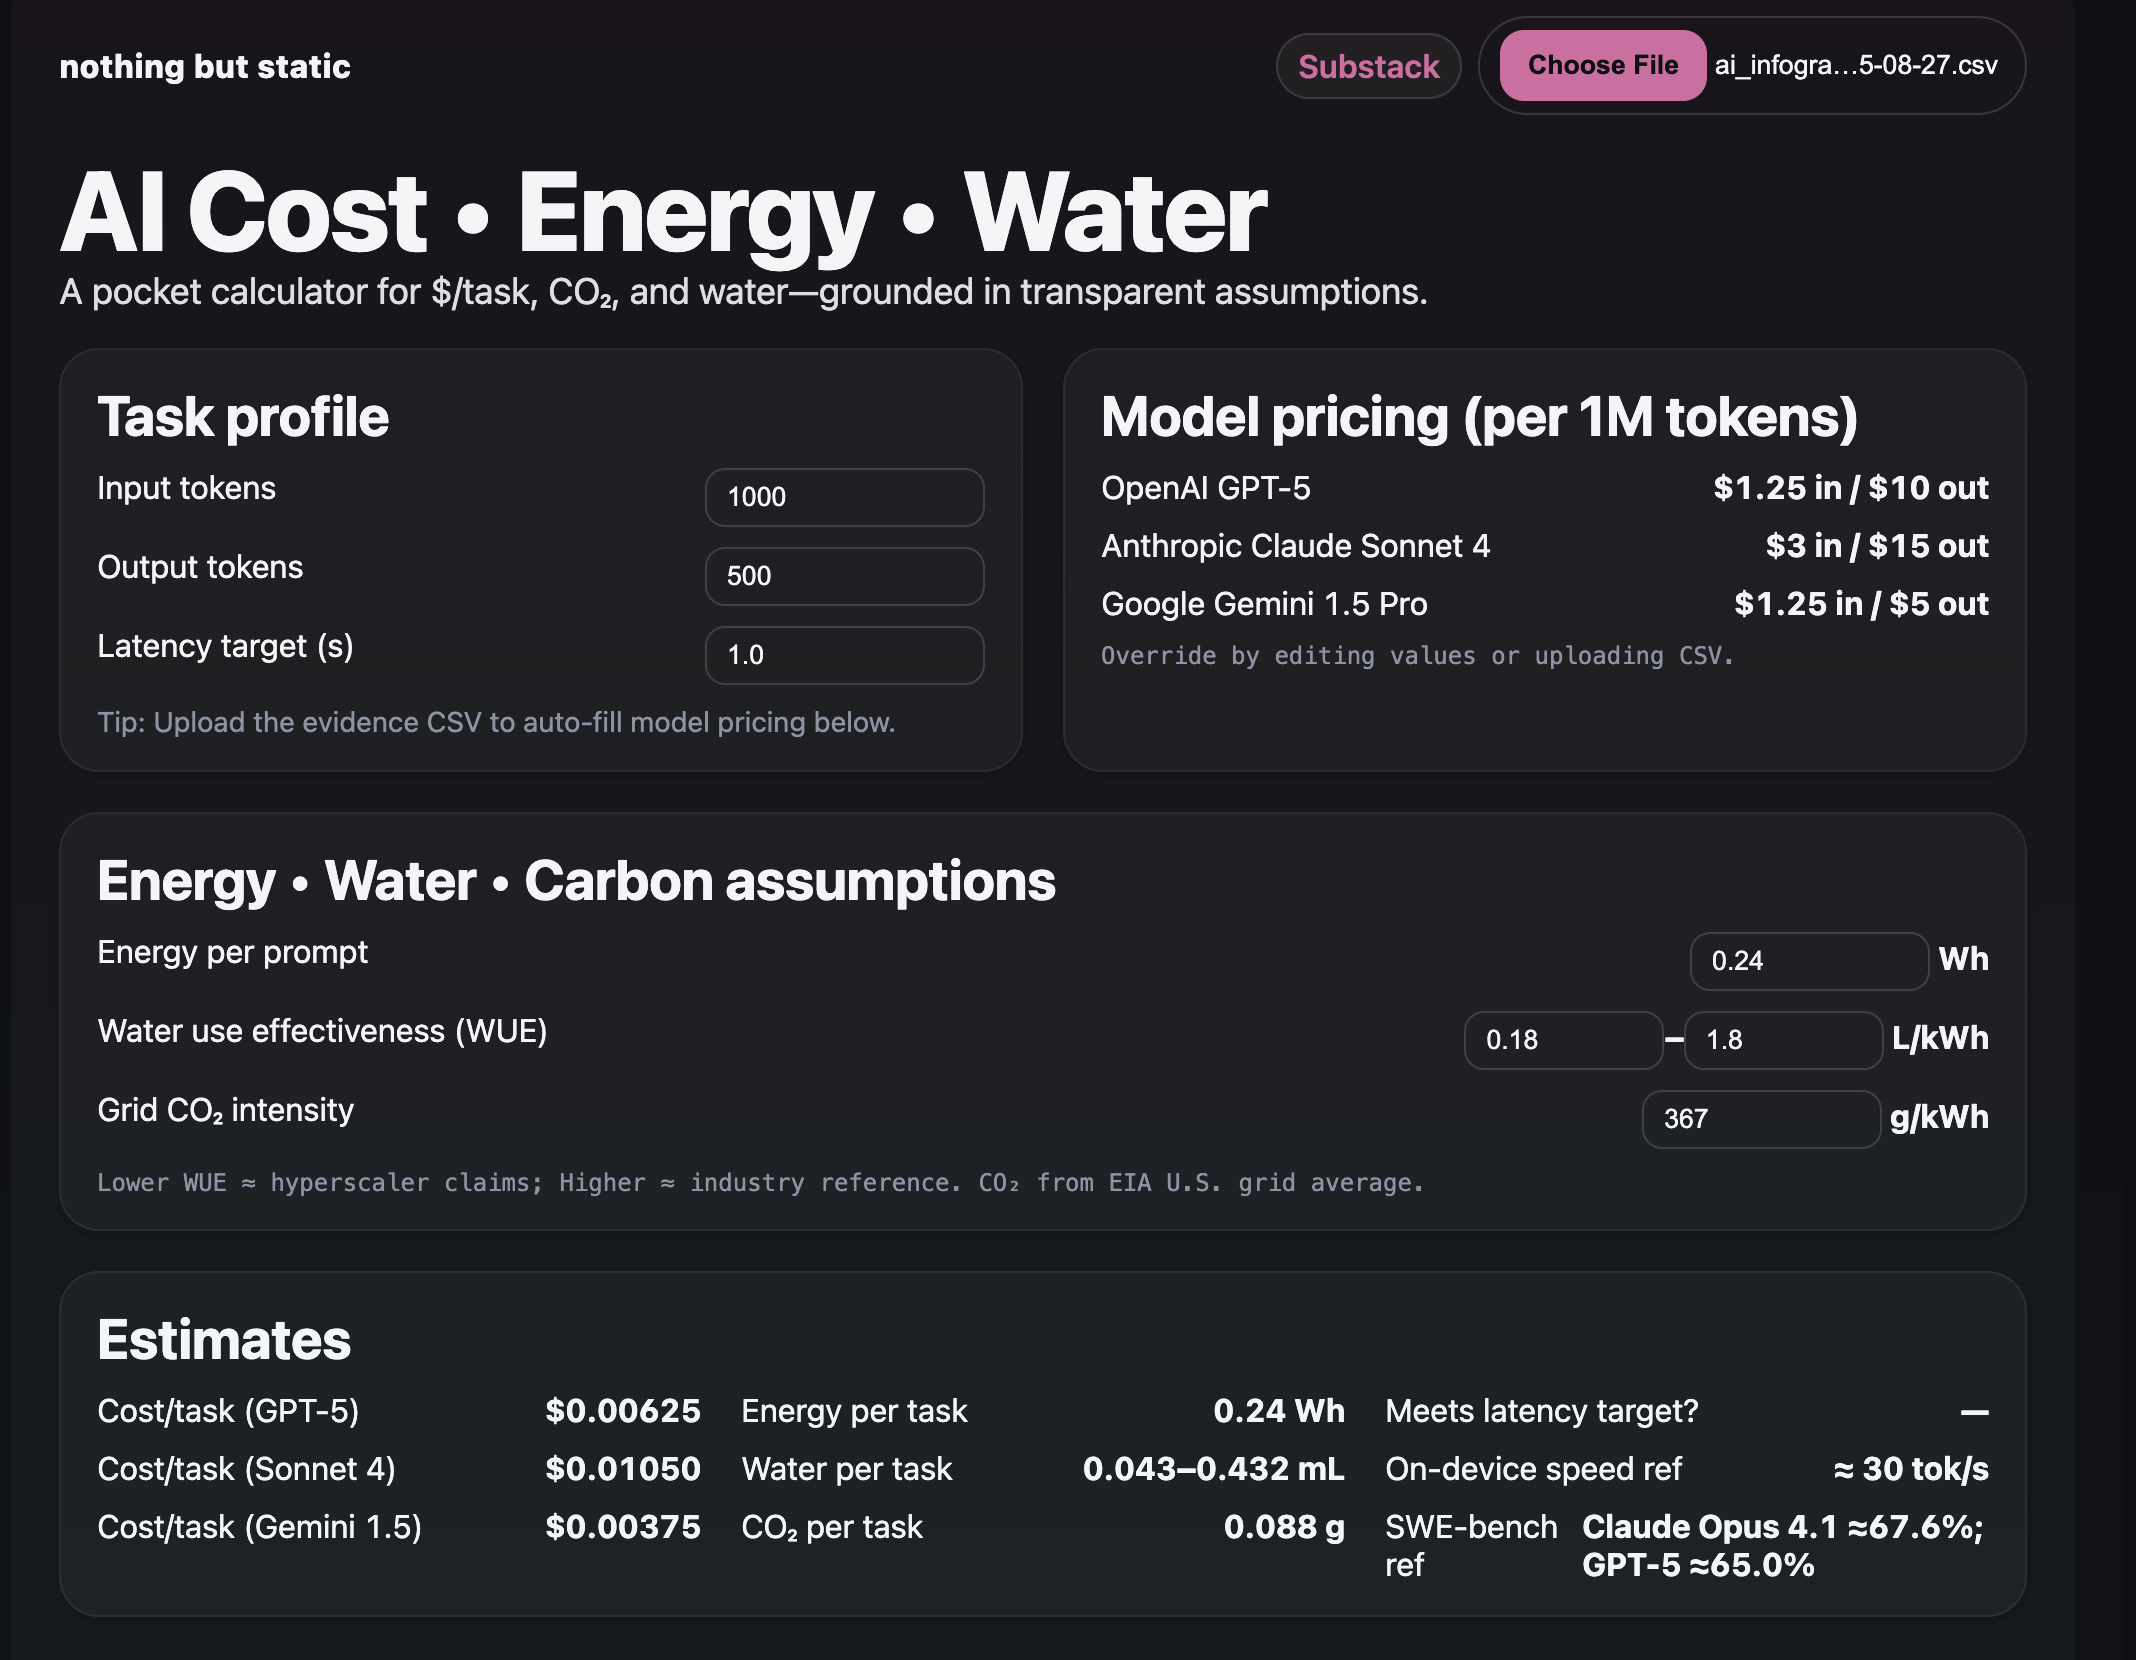 nothing but static
Substack
Choose File ai_infogra…5-08-27.csv
AI Cost • Energy • Water
A pocket calculator for $/task, CO₂, and water—grounded in transparent assumptions.
Task profile
Input tokens 1000
Output tokens 500
Latency target (s) 1.0
Tip: Upload the evidence CSV to auto-fill model pricing below.
Model pricing (per 1M tokens)
OpenAI GPT-5 $1.25 in / $10 out
Anthropic Claude Sonnet 4 $3 in / $15 out
Google Gemini 1.5 Pro $1.25 in / $5 out
Override by editing values or uploading CSV.
Energy • Water • Carbon assumptions
Energy per prompt 0.24 Wh
Water use effectiveness (WUE) 0.18 – 1.8 L/kWh
Grid CO₂ intensity 367 g/kWh
Lower WUE ≈ hyperscaler claims; Higher ≈ industry reference. CO₂ from EIA U.S. grid average.
Estimates
Cost/task (GPT-5) $0.00625
Cost/task (Sonnet 4) $0.01050
Cost/task (Gemini 1.5) $0.00375
Energy per task 0.24 Wh
Water per task 0.043–0.432 mL
CO₂ per task 0.088 g
Meets latency target? —
On-device speed ref ≈ 30 tok/s
SWE-bench ref Claude Opus 4.1 ≈67.6%;
GPT-5 ≈65.0%